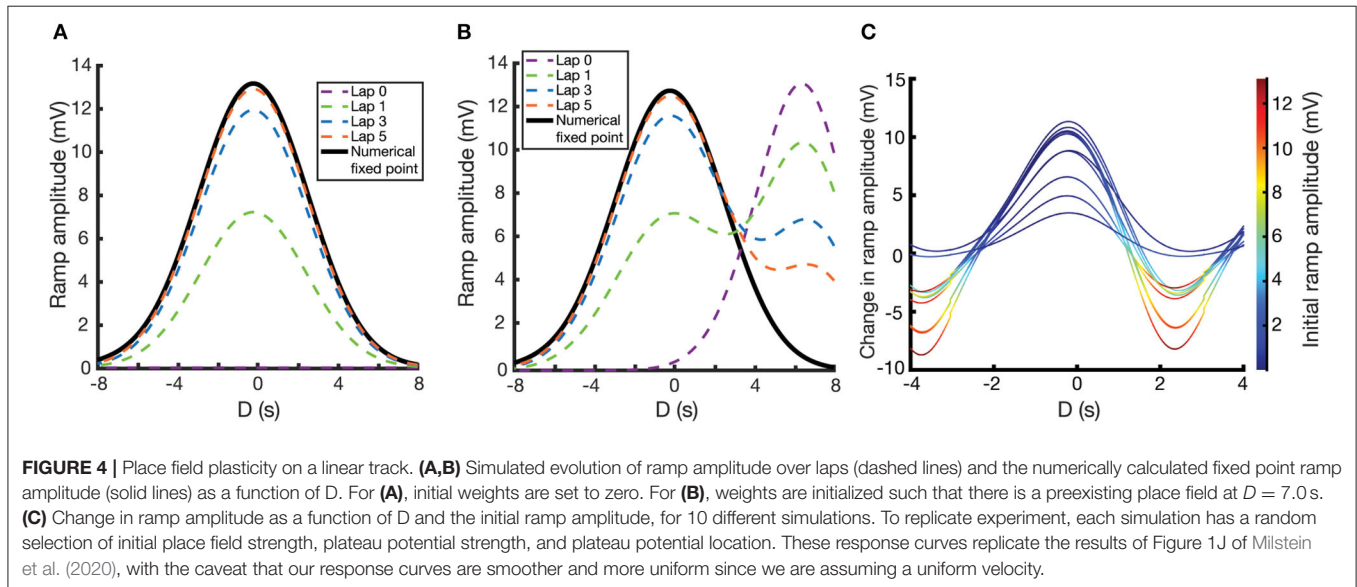 A
B
C
14
12
10
8
6
4
2
0
Ramp amplitude (mV)
Lap 0
Lap 1
Lap 3
Lap 5
Numerical
fixed point
-8
-4
0
4
8
D (s)
14
12
10
8
6
4
2
0
Ramp amplitude (mV)
Lap 0
Lap 1
Lap 3
Lap 5
Numerical
fixed point
-8
-4
0
4
8
D (s)
15
10
5
0
-5
-10
Change in ramp amplitude (mV)
-4
-2
0
2
4
D (s)
12
10
8
6
4
2
Initial ramp amplitude (mV)
FIGURE 4 | Place field plasticity on a linear track. (A,B) Simulated evolution of ramp amplitude over laps (dashed lines) and the numerically calculated fixed point ramp
amplitude (solid lines) as a function of D. For (A), initial weights are set to zero. For (B), weights are initialized such that there is a preexisting place field at D = 7.0 s.
(C) Change in ramp amplitude as a function of D and the initial ramp amplitude, for 10 different simulations. To replicate experiment, each simulation has a random
selection of initial place field strength, plateau potential strength, and plateau potential location. These response curves replicate the results of Figure 1J of Milstein
et al. (2020), with the caveat that our response curves are smoother and more uniform since we are assuming a uniform velocity.